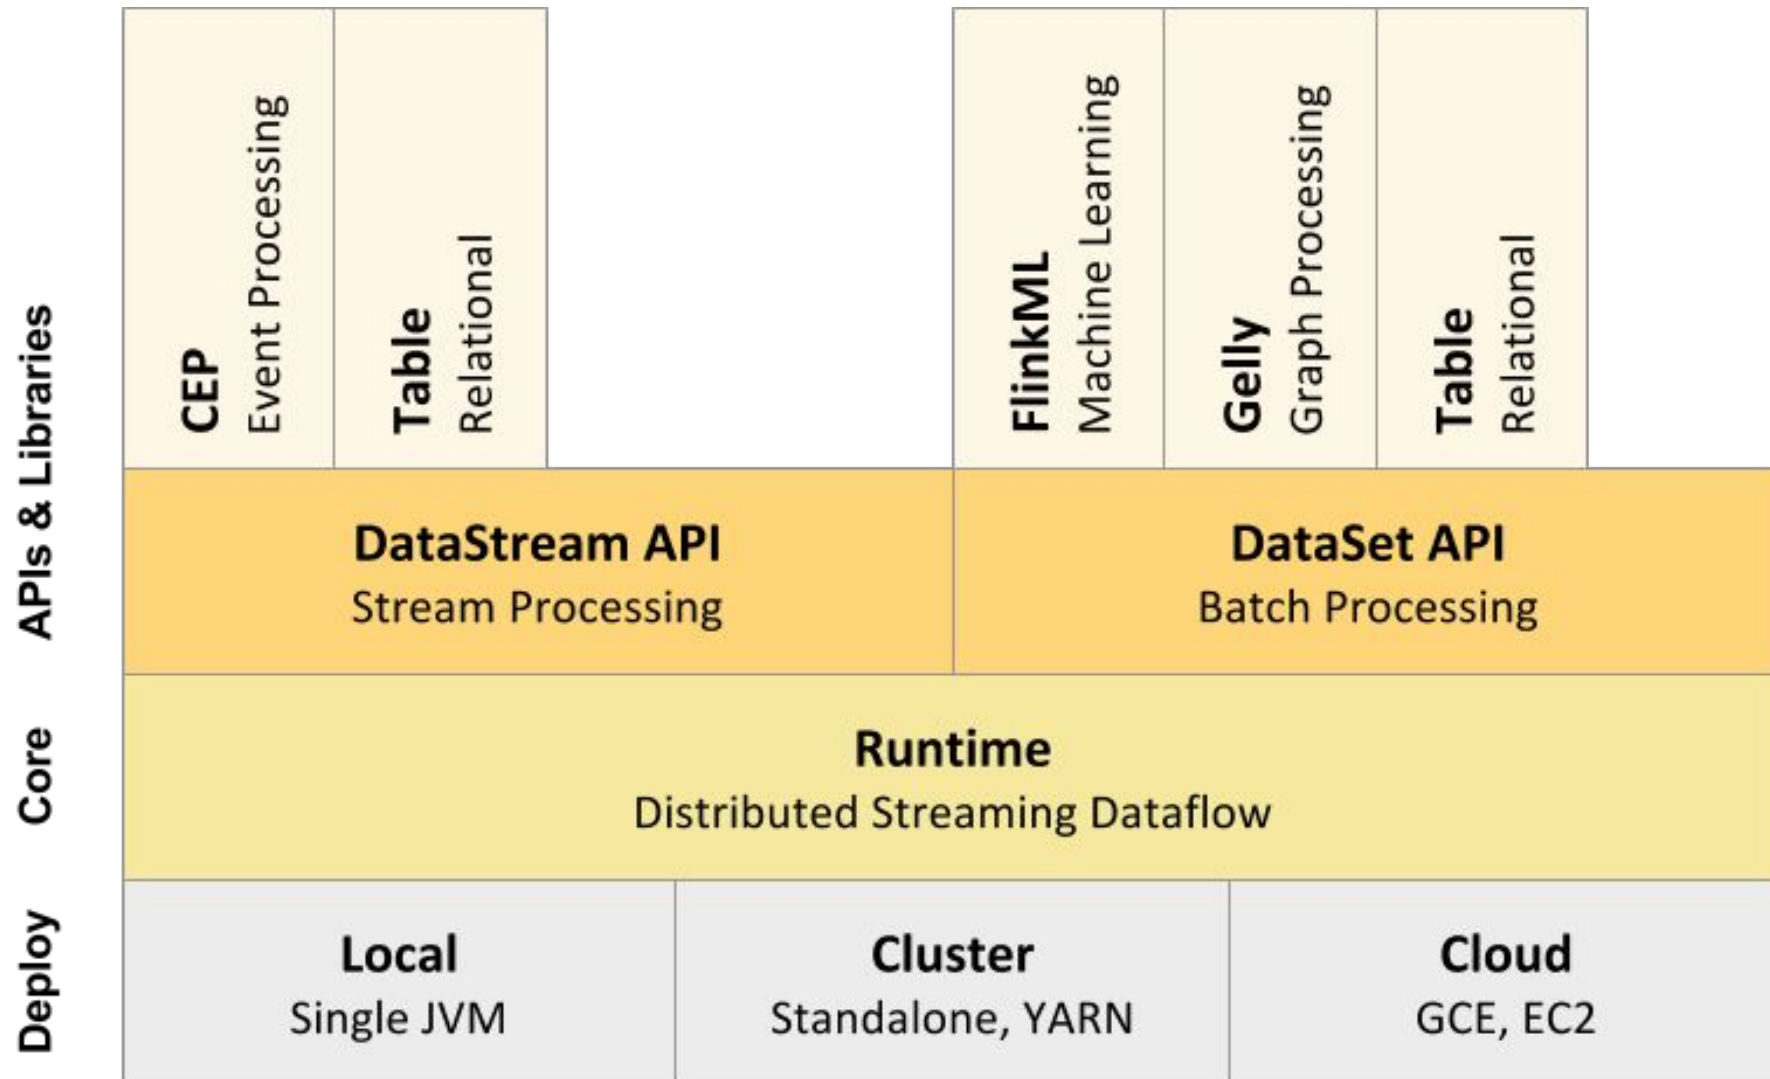 APIs & Libraries
CEP
Event Processing
Table
Relational
FlinkML
Machine Learning
Gelly
Graph Processing
Table
Relational
DataStream API
Stream Processing
DataSet API
Batch Processing
Core
Runtime
Distributed Streaming Dataflow
Deploy
Local
Single JVM
Cluster
Standalone, YARN
Cloud
GCE, EC2